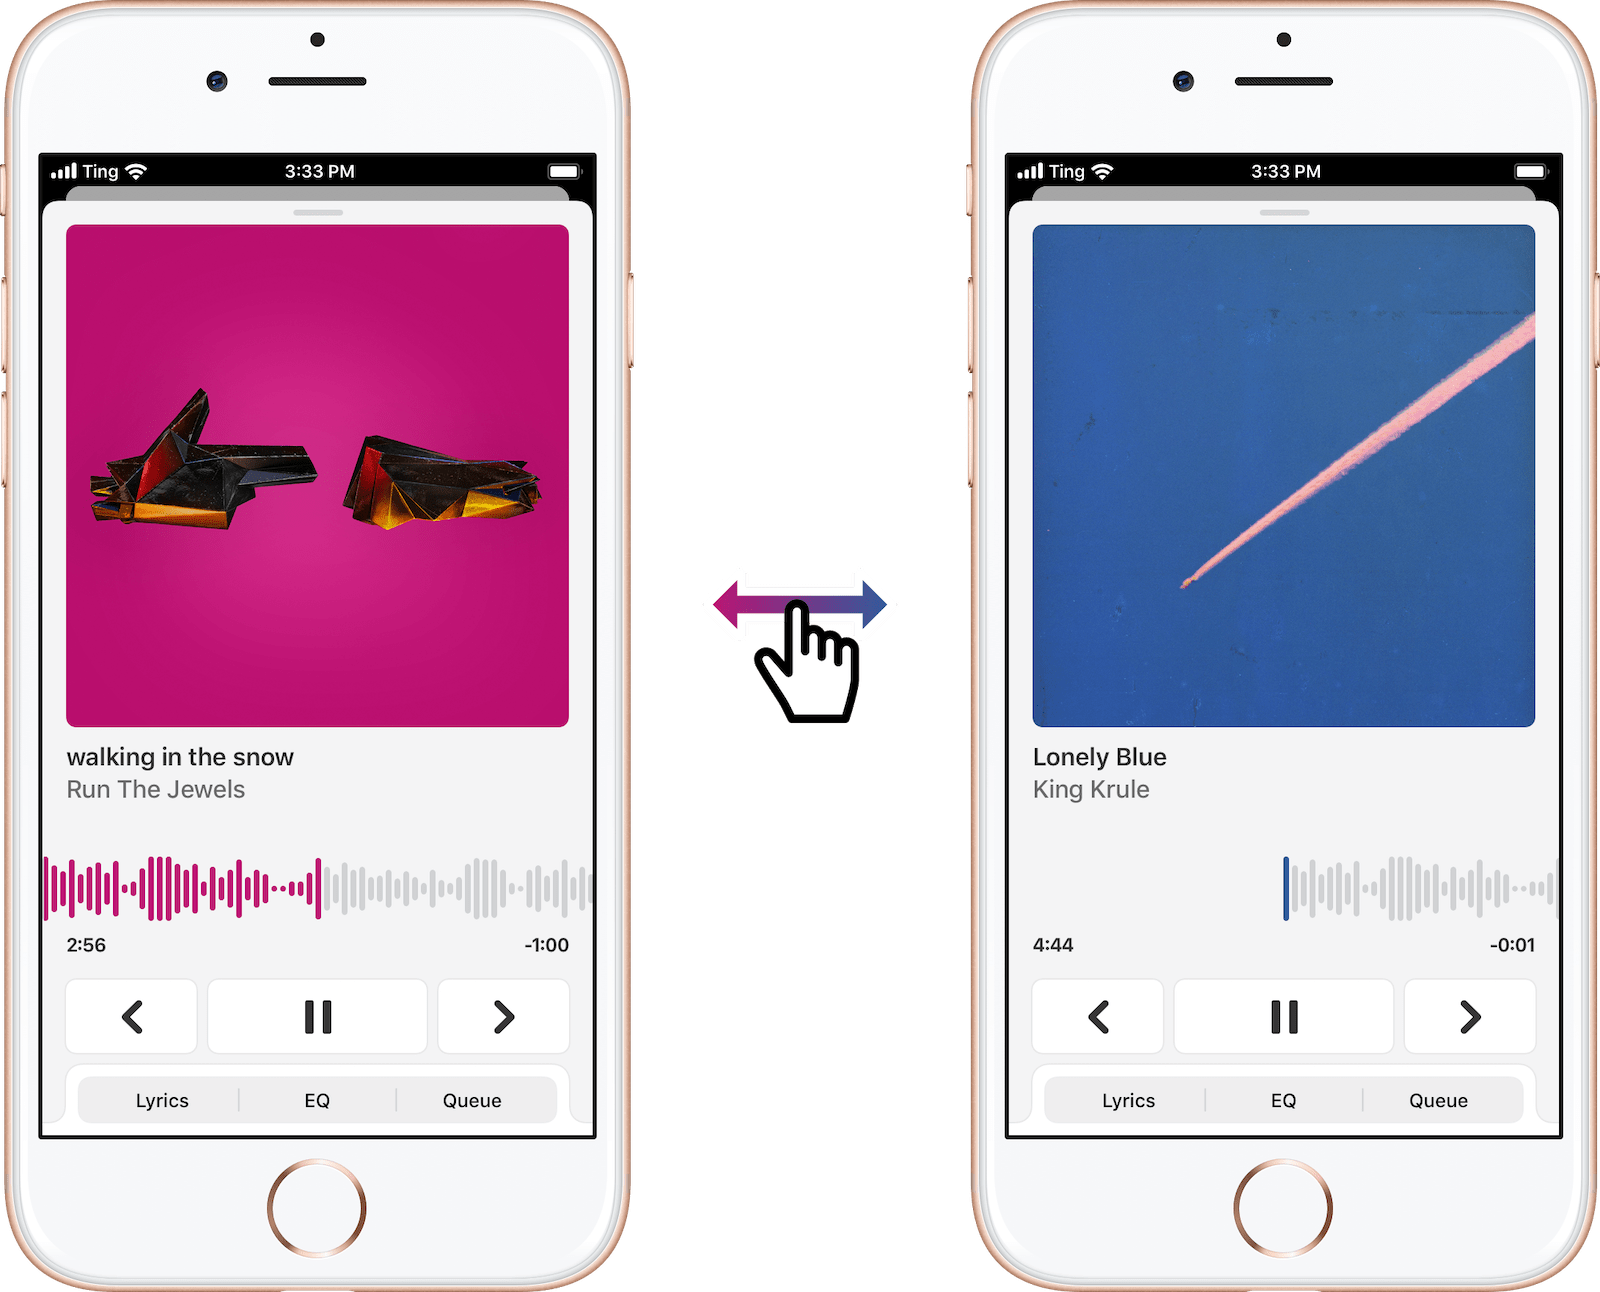 Ting 3:33 PM
walking in the snow
Run The Jewels
2:56 -1:00
Lyrics EQ Queue
Ting 3:33 PM
Lonely Blue
King Krule
4:44 -0:01
Lyrics EQ Queue